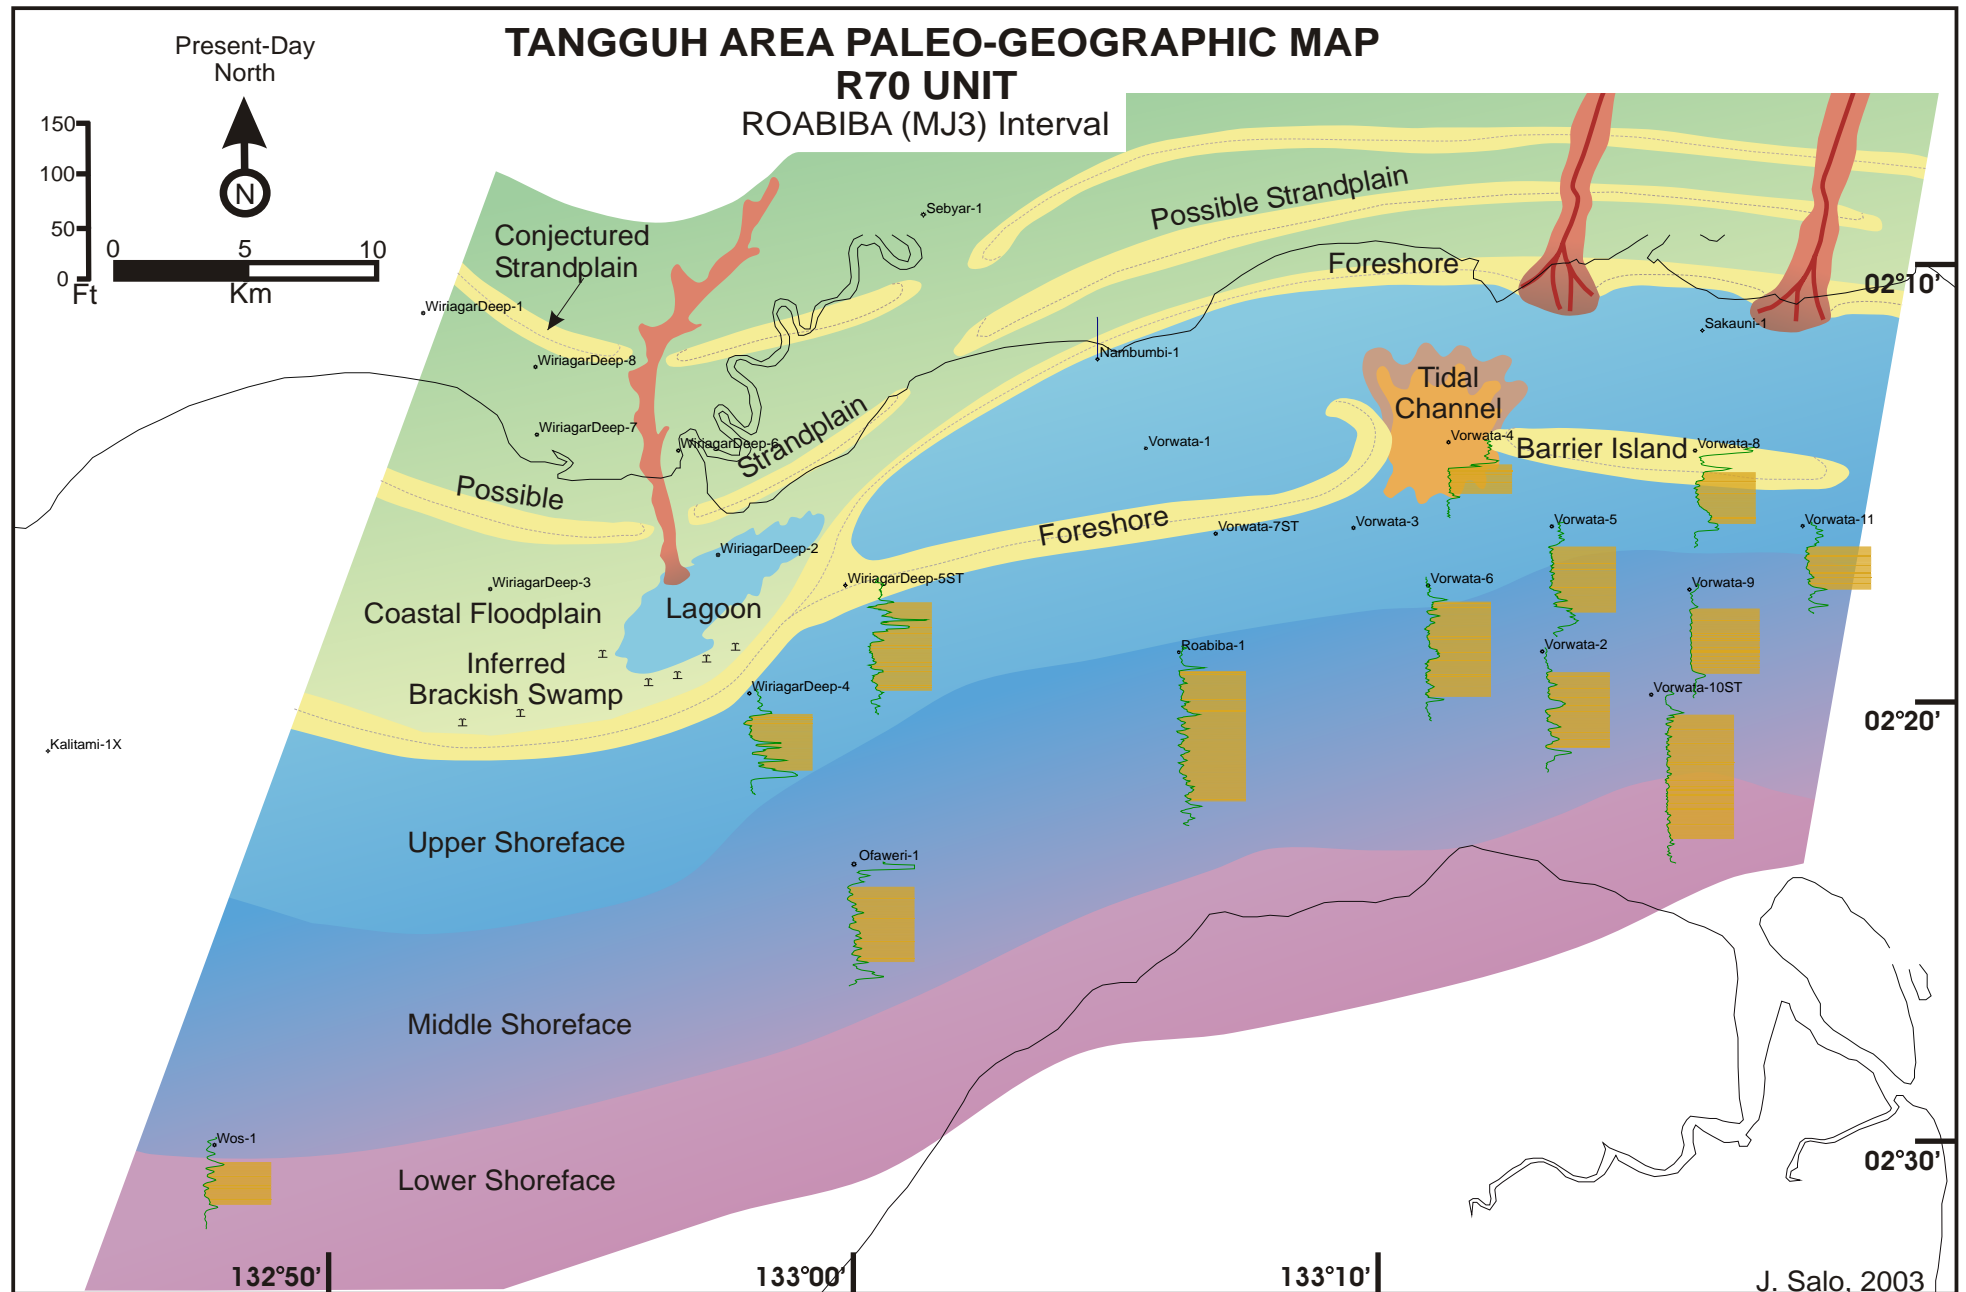 TANGGUH AREA PALEO-GEOGRAPHIC MAP
R70 UNIT
ROABIBA (MJ3) Interval
Present-Day
North
N
150
100
50
0
Ft
0 5 10
Km
Conjectured
Strandplain
Sebyar-1
Possible Strandplain
Foreshore
02°10'
WiriagarDeep-1
Sakauni-1
WiriagarDeep-8
Nambumbi-1
Tidal
Channel
WiriagarDeep-7
WiriagarDeep-6
Strandplain
Vorwata-1
Vorwata-4
Barrier Island
Vorwata-8
Possible
Foreshore
Vorwata-7ST
Vorwata-3
Vorwata-5
Vorwata-11
WiriagarDeep-2
WiriagarDeep-3
WiriagarDeep-5ST
Vorwata-6
Vorwata-9
Coastal Floodplain
Lagoon
Inferred
Brackish Swamp
Roabiba-1
Vorwata-2
WiriagarDeep-4
Vorwata-10ST
02°20'
Kalitami-1X
Upper Shoreface
Ofaweri-1
Middle Shoreface
Wos-1
Lower Shoreface
02°30'
132°50'
133°00'
133°10'
J. Salo, 2003